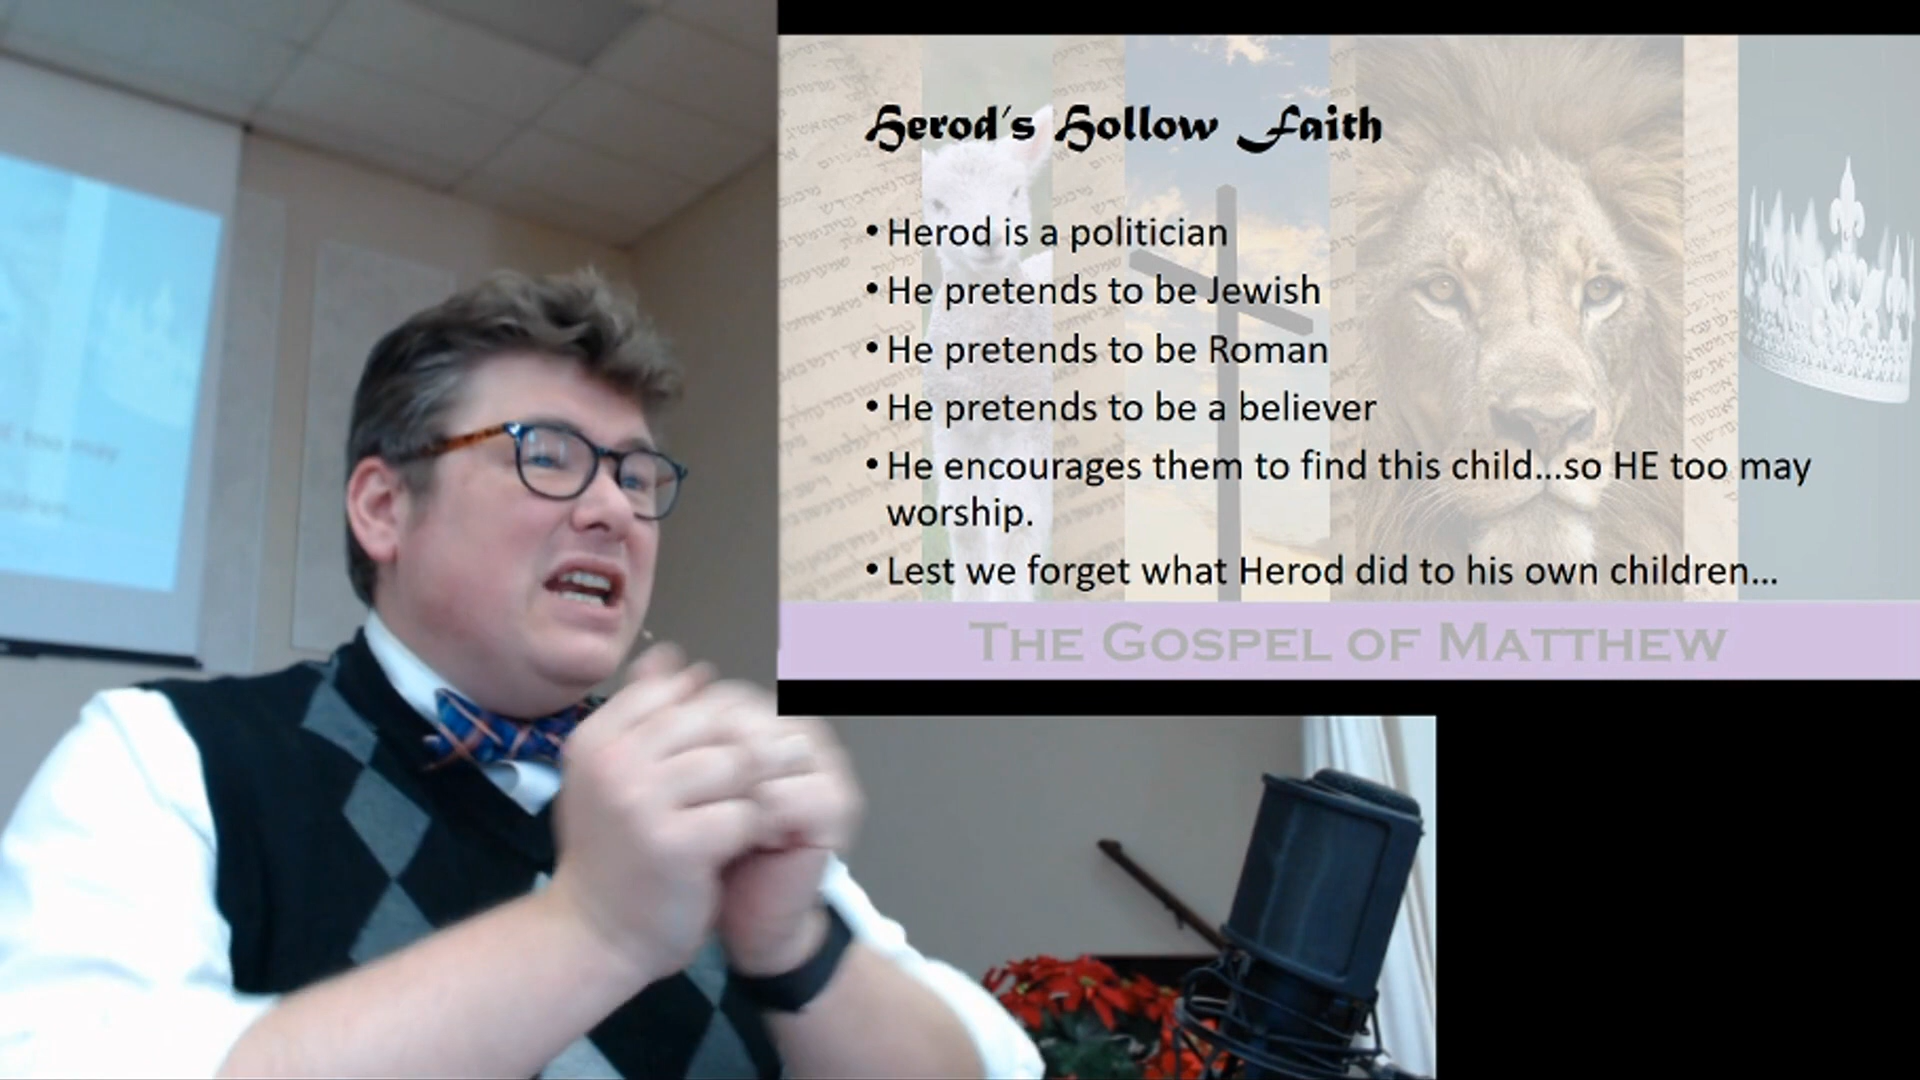 Herod's Hollow Faith
• Herod is a politician
• He pretends to be Jewish
• He pretends to be Roman
• He pretends to be a believer
• He encourages them to find this child...so HE too may
worship.
• Lest we forget what Herod did to his own children...
THE GOSPEL OF MATTHEW
too may